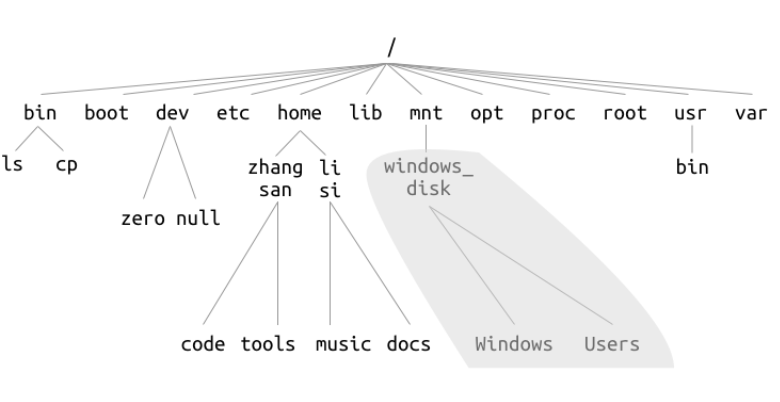 /
bin boot dev etc home lib mnt opt proc root usr var
ls cp zhang li windows_ bin
san si disk
zero null
code tools music docs Windows Users